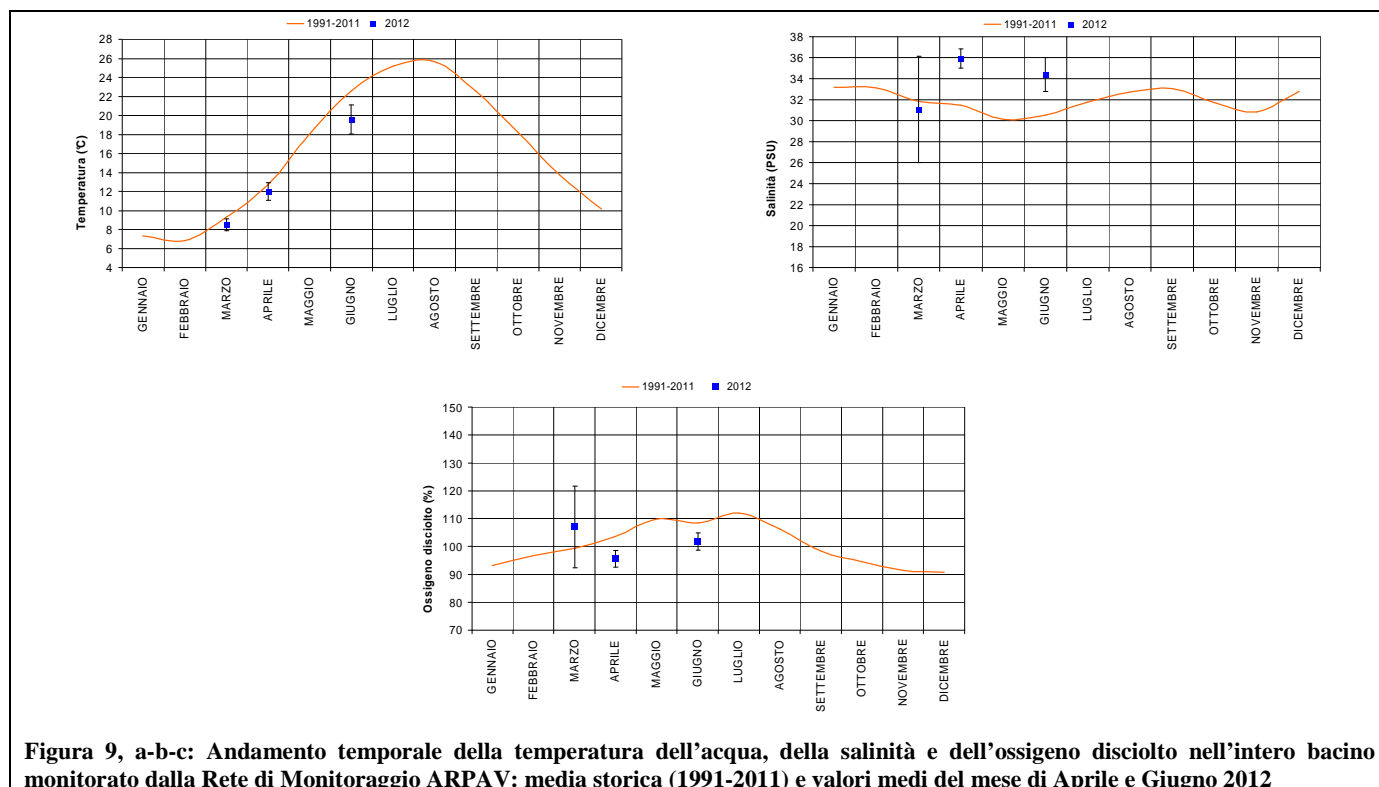 1991-2011 2012
Temperatura (°C)
28
26
24
22
20
18
16
14
12
10
8
6
4
GENNAIO
FEBBRAIO
MARZO
APRILE
MAGGIO
GIUGNO
LUGLIO
AGOSTO
SETTEMBRE
OTTOBRE
NOVEMBRE
DICEMBRE
1991-2011 2012
Salinità (PSU)
38
36
34
32
30
28
26
24
22
20
18
16
GENNAIO
FEBBRAIO
MARZO
APRILE
MAGGIO
GIUGNO
LUGLIO
AGOSTO
SETTEMBRE
OTTOBRE
NOVEMBRE
DICEMBRE
1991-2011 2012
Ossigeno disciolto (%)
150
140
130
120
110
100
90
80
70
GENNAIO
FEBBRAIO
MARZO
APRILE
MAGGIO
GIUGNO
LUGLIO
AGOSTO
SETTEMBRE
OTTOBRE
NOVEMBRE
DICEMBRE
Figura 9, a-b-c: Andamento temporale della temperatura dell'acqua, della salinità e dell'ossigeno disciolto nell'intero bacino
monitorato dalla Rete di Monitoraggio ARPAV: media storica (1991-2011) e valori medi del mese di Aprile e Giugno 2012